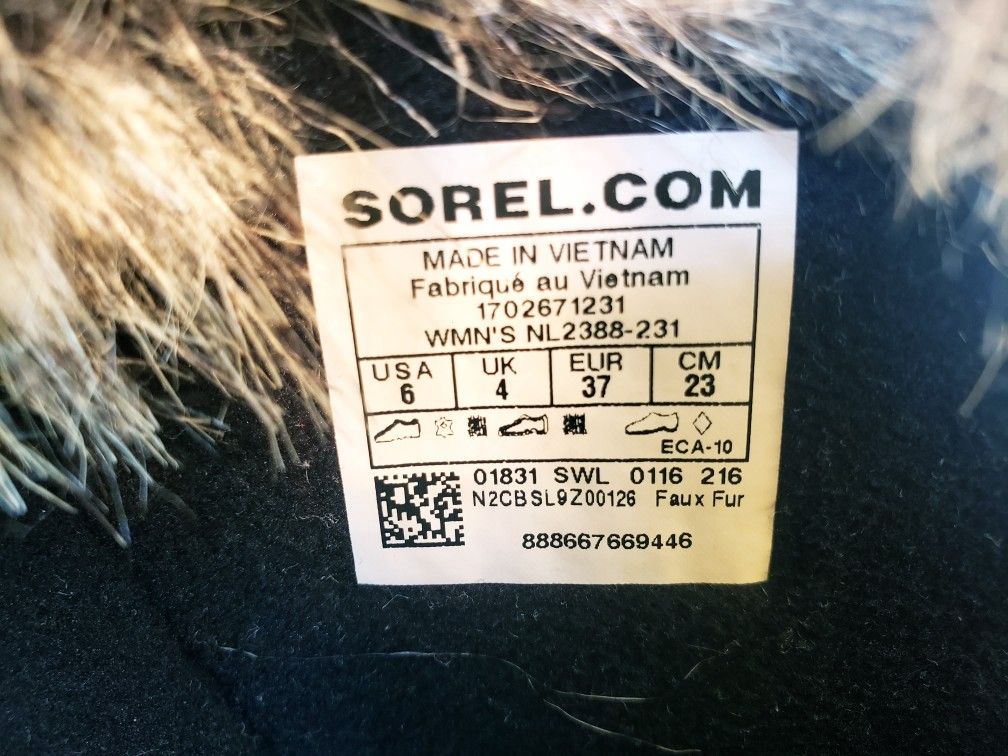 SOREL.COM
MADE IN VIETNAM
Fabriqué au Vietnam
1702671231
WMN'S NL2388-231
USA UK EUR CM
6 4 37 23
ECA-10
01831 SWL 0116 216
N2CBSL9Z00126 Faux Fur
888667669446